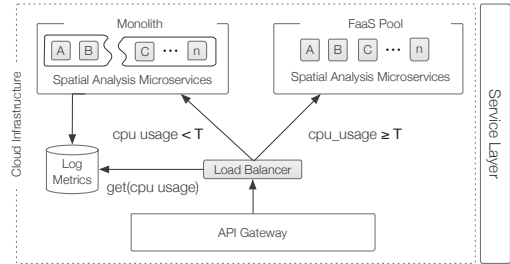 Monolith
FaaS Pool
A B C ••• n
A B C ••• n
Spatial Analysis Microservices
Spatial Analysis Microservices
Cloud Infrastructure
Service Layer
cpu usage < T
cpu_usage ≥ T
Log
Metrics
Load Balancer
get(cpu usage)
API Gateway